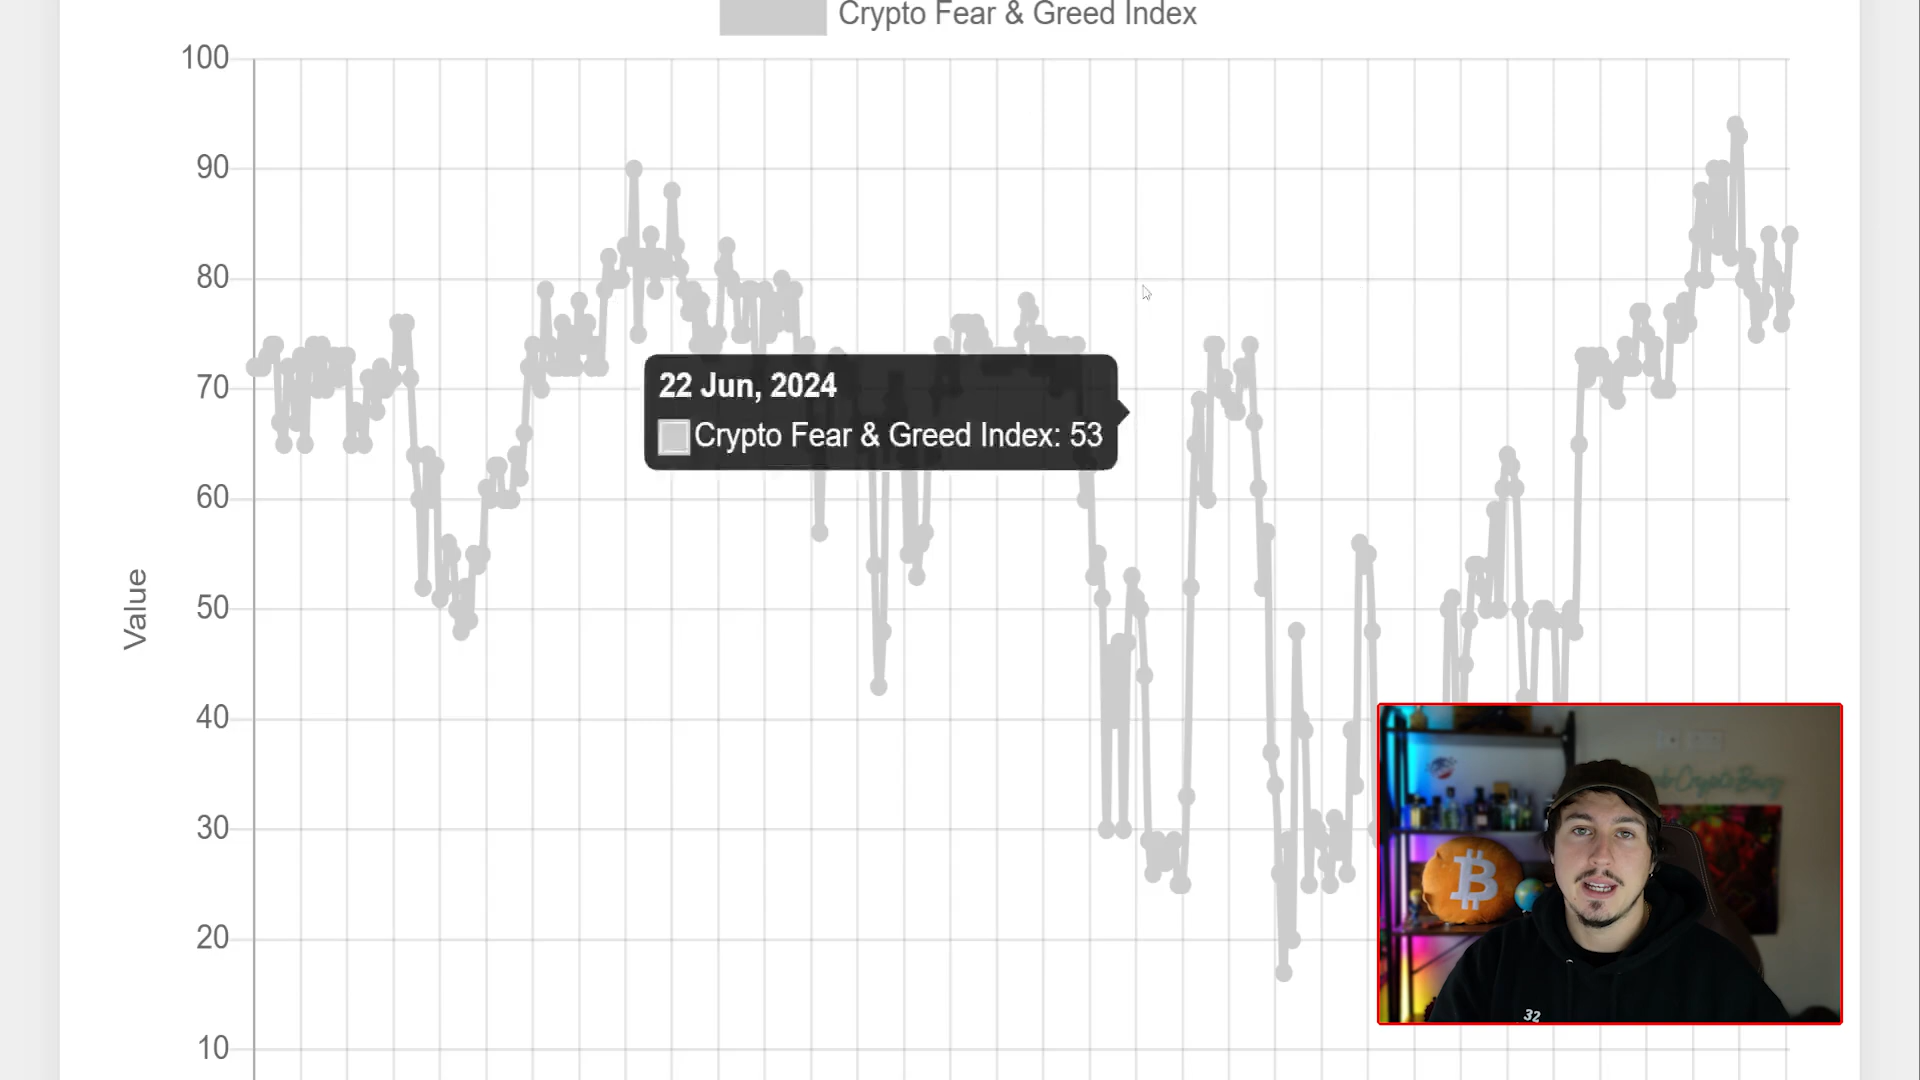 Crypto Fear & Greed Index
100
90
80
70
60
50
40
30
20
10
Value
22 Jun, 2024
Crypto Fear & Greed Index: 53
32